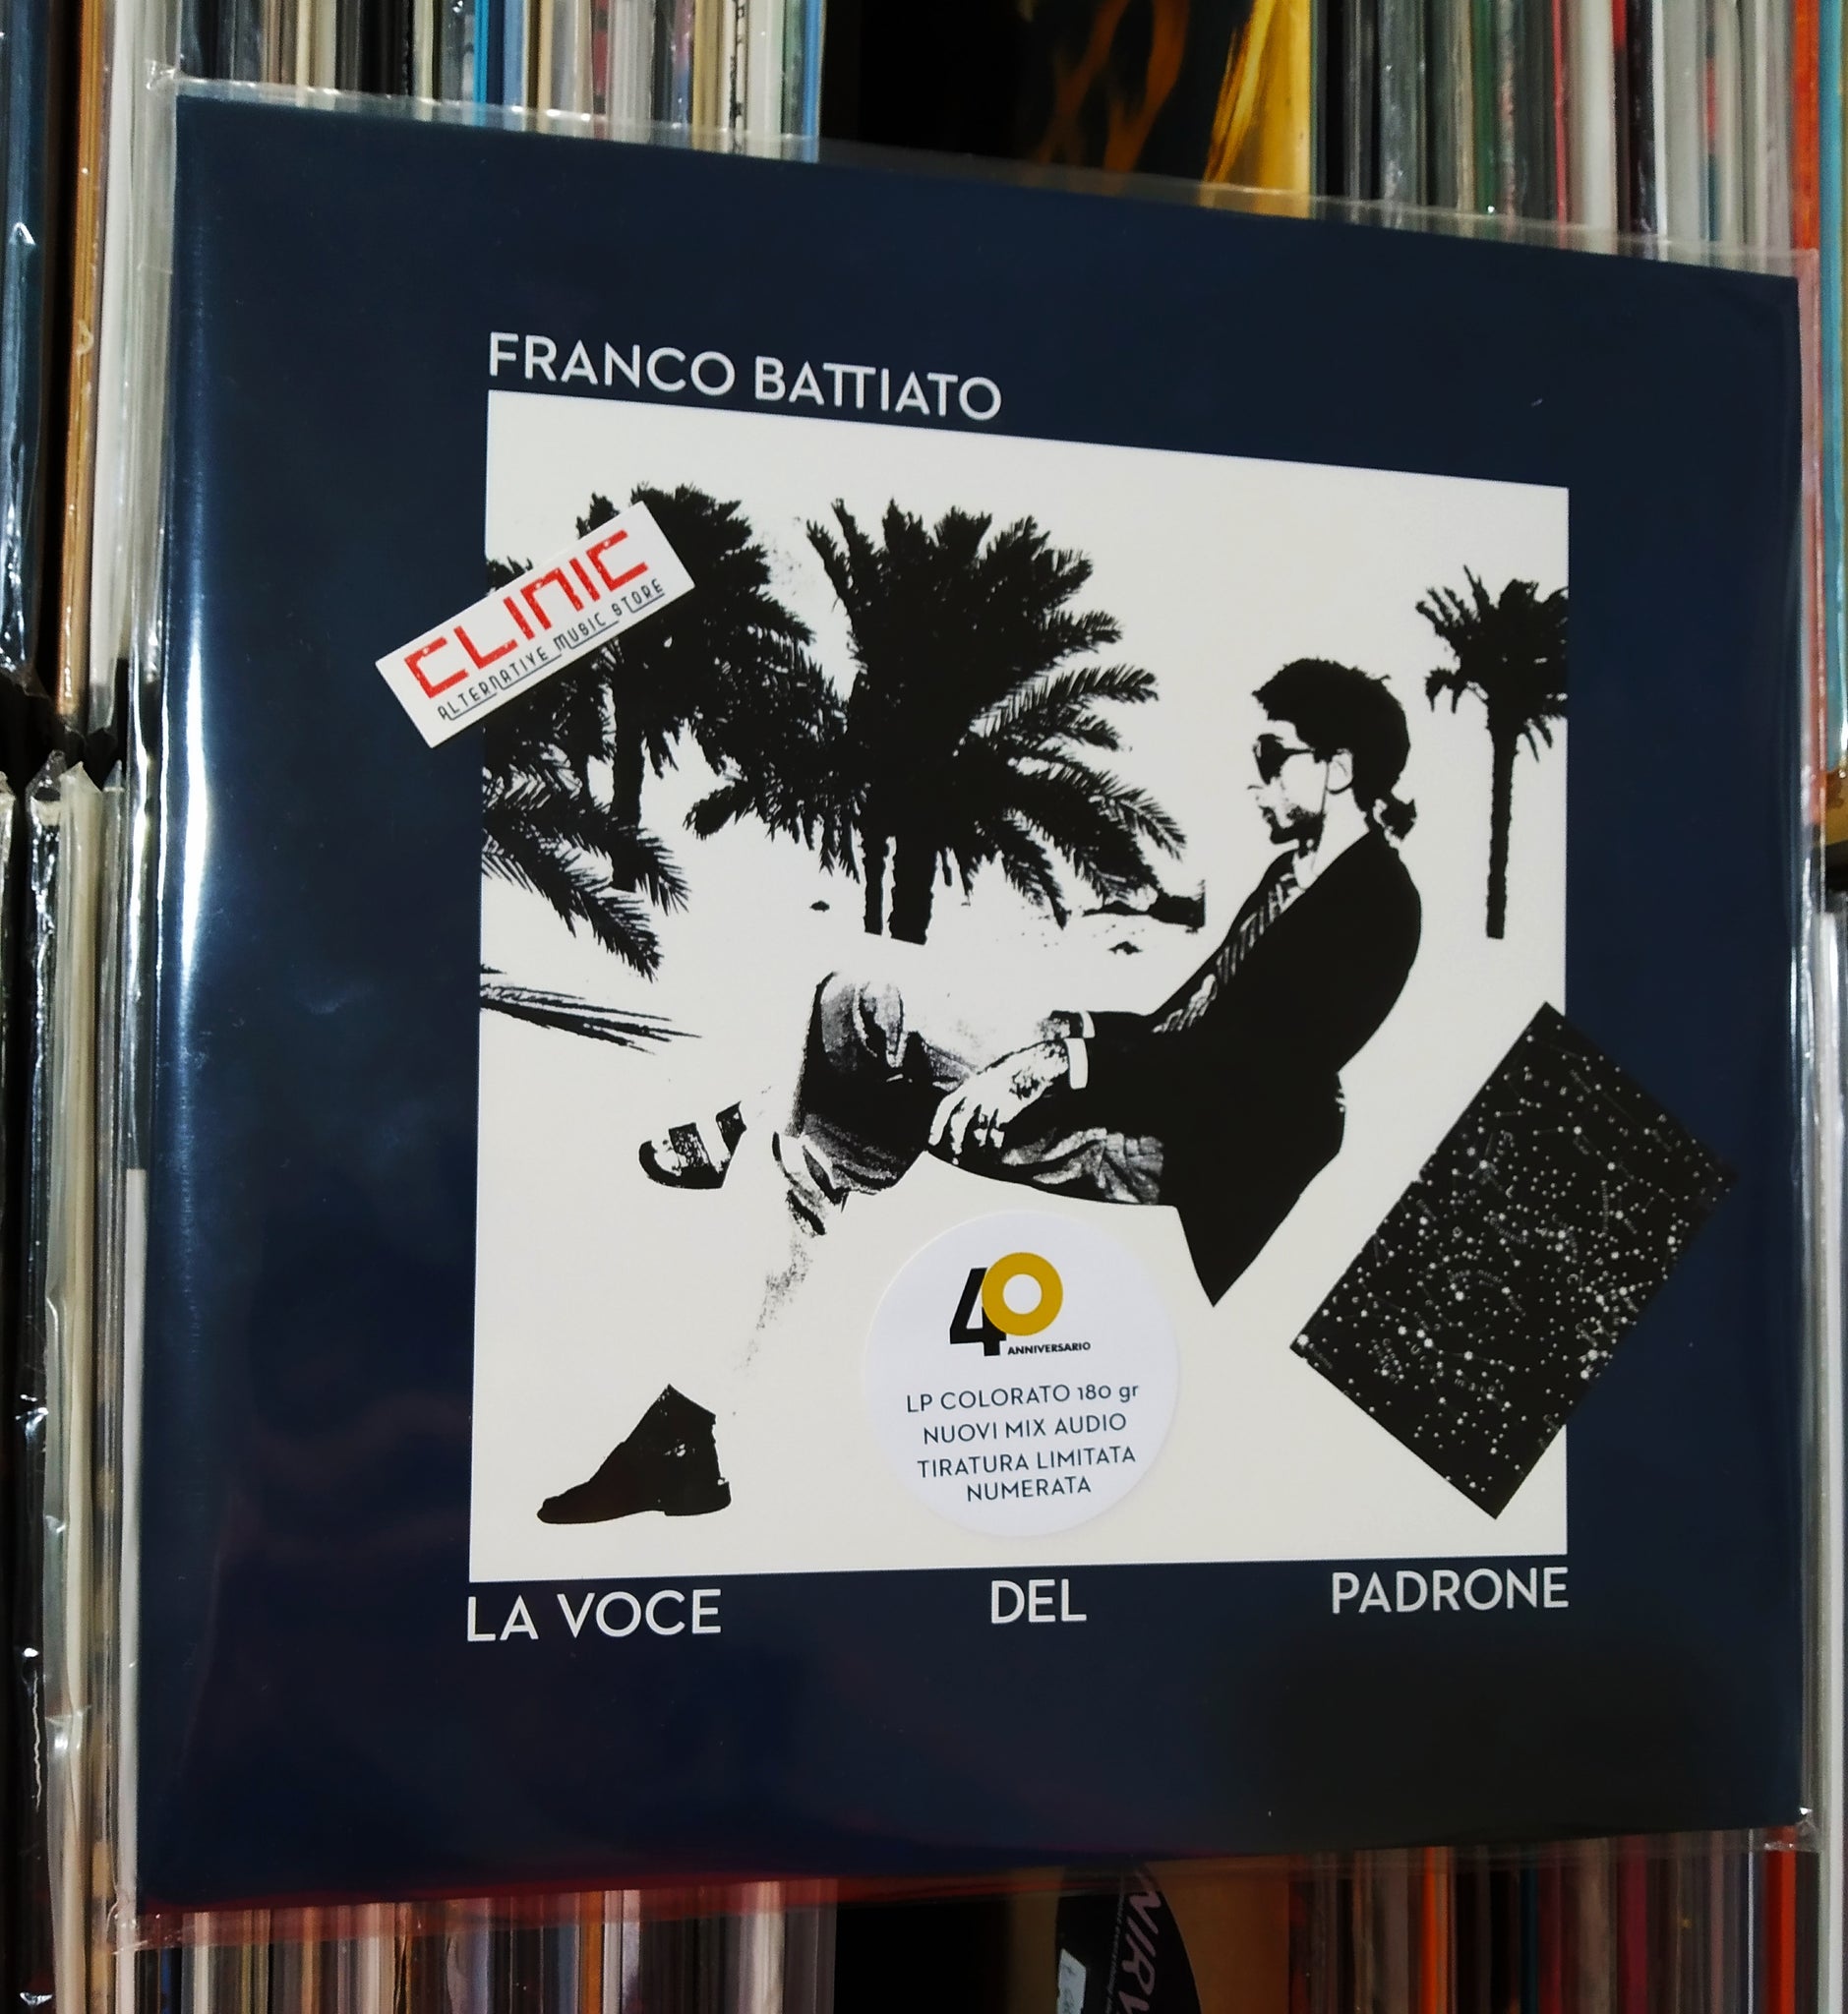 FRANCO BATTIATO
CLINIC
ALTERNATIVE MUSIC STORE
40
ANNIVERSARIO
LP COLORATO 180 gr
NUOVI MIX AUDIO
TIRATURA LIMITATA
NUMERATA
LA VOCE DEL PADRONE